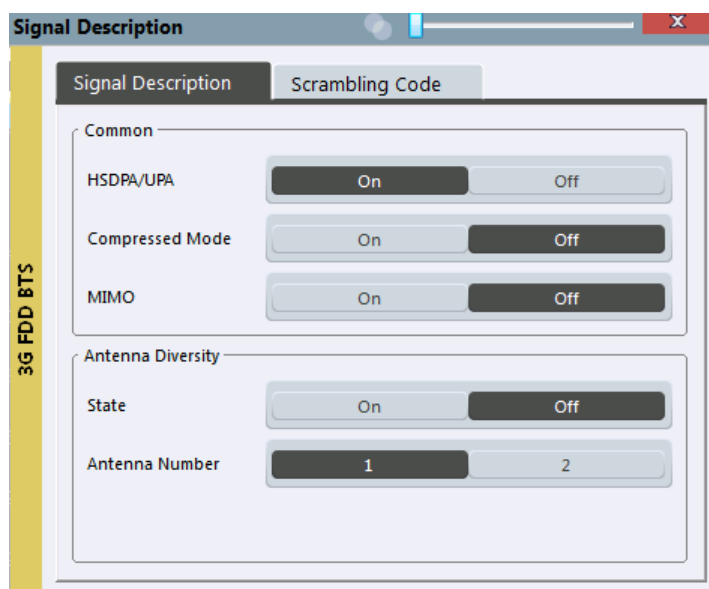 Signal Description
x
Signal Description Scrambling Code
Common
HSDPA/UPA On Off
Compressed Mode On Off
MIMO On Off
3G FDD BTS
Antenna Diversity
State On Off
Antenna Number 1 2